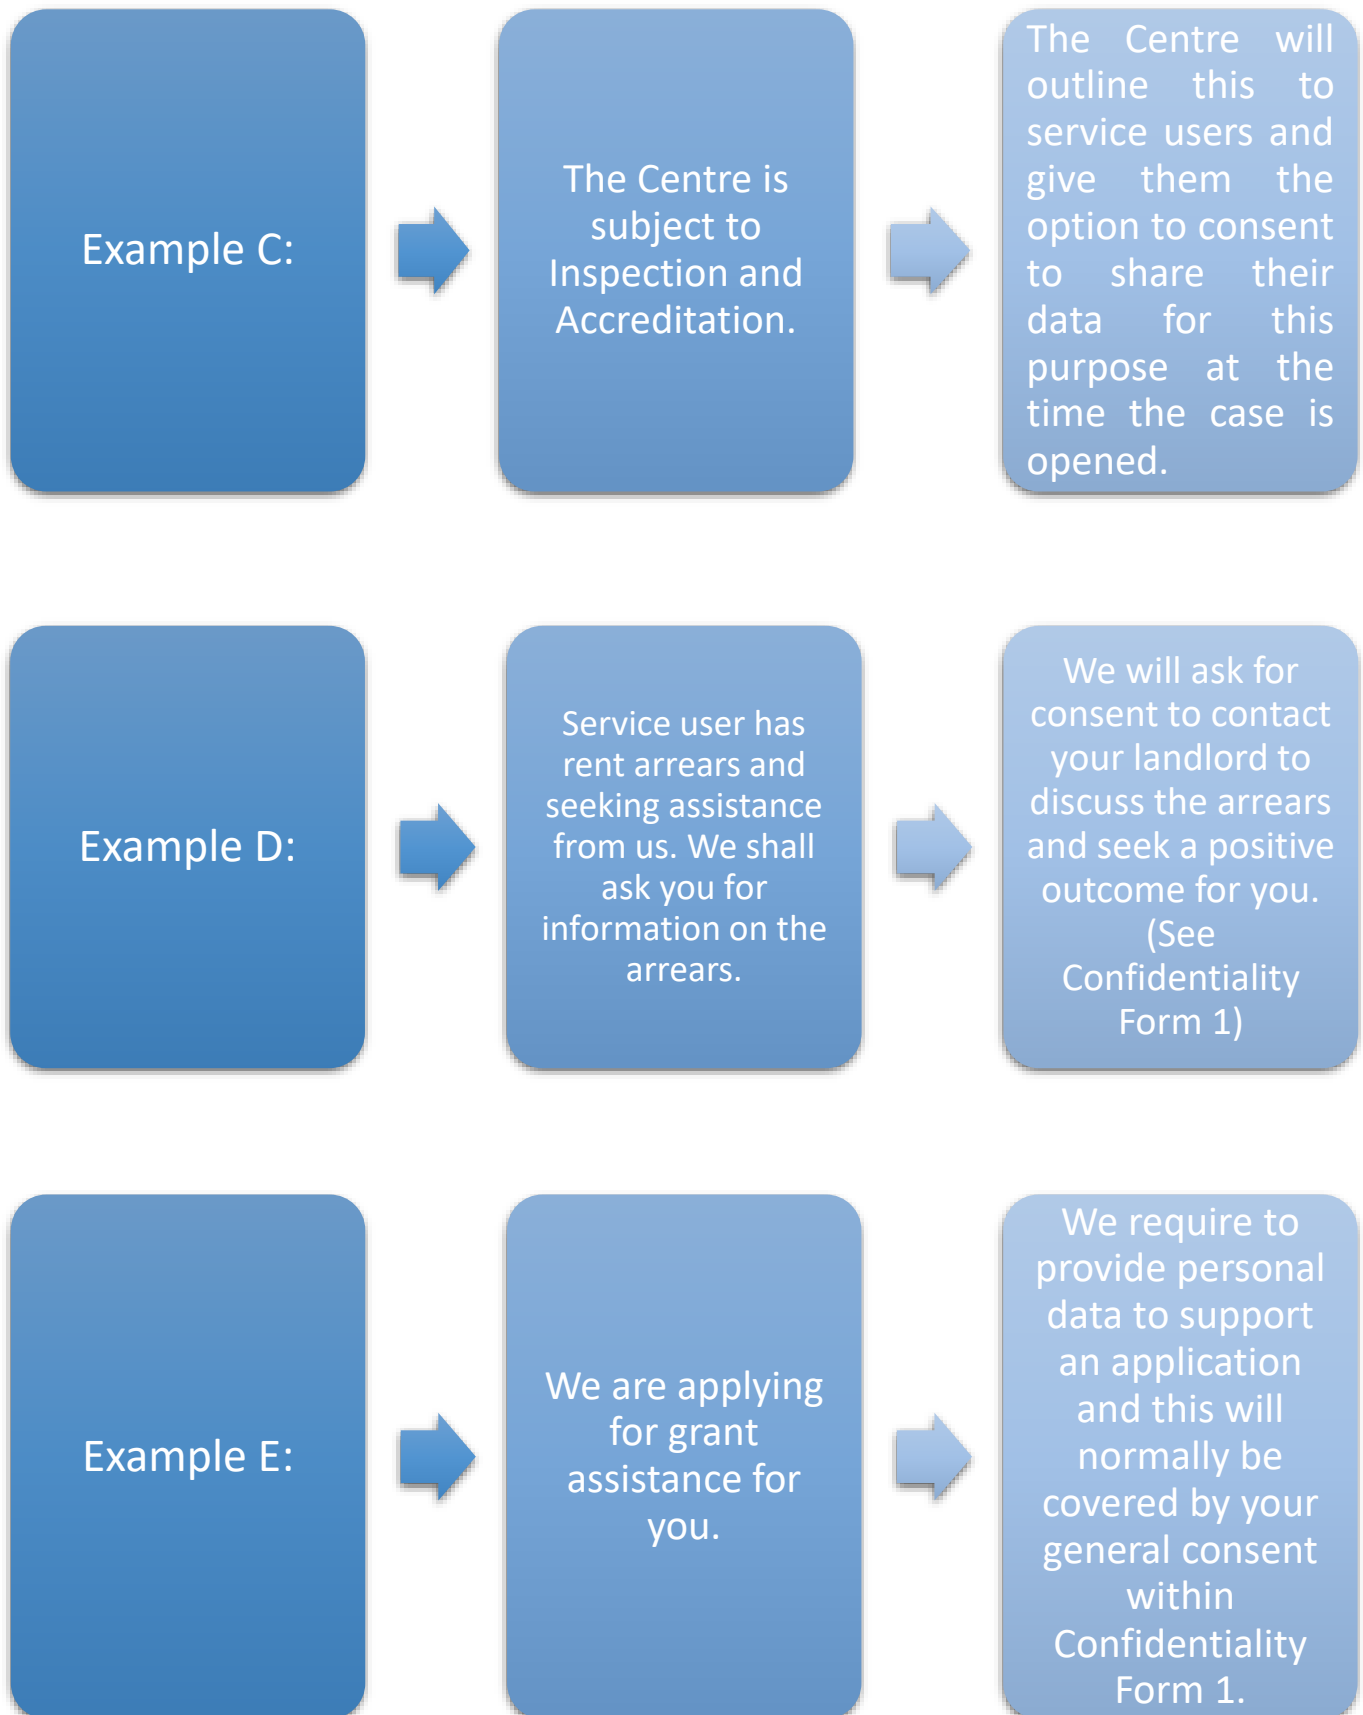 Example C:
The Centre is
subject to
Inspection and
Accreditation.
The Centre will
outline this to
service users and
give them the
option to consent
to share their
data for this
purpose at the
time the case is
opened.
Example D:
Service user has
rent arrears and
seeking assistance
from us. We shall
ask you for
information on the
arrears.
We will ask for
consent to contact
your landlord to
discuss the arrears
and seek a positive
outcome for you.
(See
Confidentiality
Form 1)
Example E:
We are applying
for grant
assistance for
you.
We require to
provide personal
data to support
an application
and this will
normally be
covered by your
general consent
within
Confidentiality
Form 1.